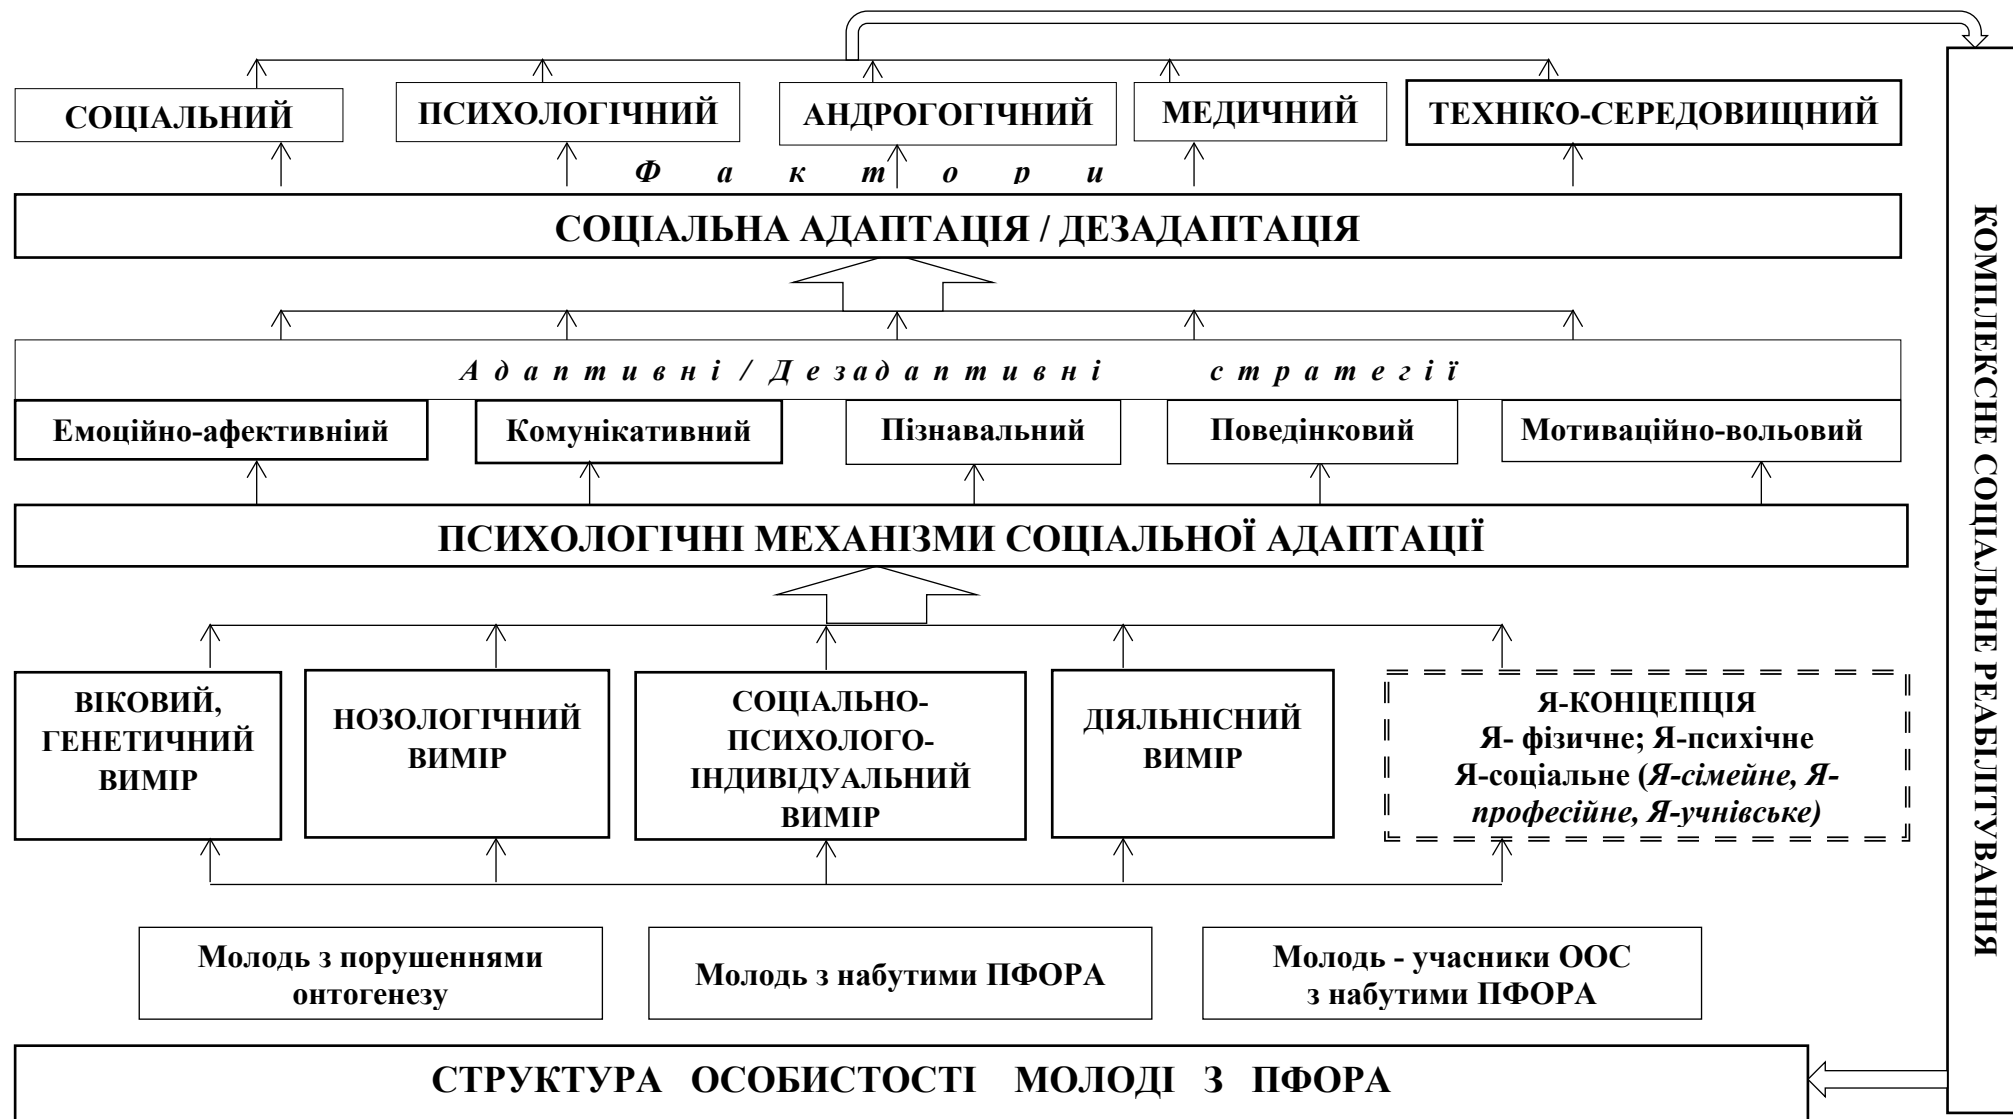 СОЦІАЛЬНИЙ
ПСИХОЛОГІЧНИЙ
АНДРОГОГІЧНИЙ
МЕДИЧНИЙ
ТЕХНІКО-СЕРЕДОВИЩНИЙ
Ф а к т о р и
СОЦІАЛЬНА АДАПТАЦІЯ / ДЕЗАДАПТАЦІЯ
А д а п т и в н і / Д е з а д а п т и в н і с т р а т е г і ї
Емоційно-афективніий
Комунікативний
Пізнавальний
Поведінковий
Мотиваційно-вольовий
ПСИХОЛОГІЧНІ МЕХАНІЗМИ СОЦІАЛЬНОЇ АДАПТАЦІЇ
ВІКОВИЙ,
ГЕНЕТИЧНИЙ
ВИМІР
НОЗОЛОГІЧНИЙ
ВИМІР
СОЦІАЛЬНО-
ПСИХОЛОГО-
ІНДИВІДУАЛЬНИЙ
ВИМІР
ДІЯЛЬНІСНИЙ
ВИМІР
Я-КОНЦЕПЦІЯ
Я- фізичне; Я-психічне
Я-соціальне (Я-сімейне, Я-
професійне, Я-учнівське)
Молодь з порушеннями
онтогенезу
Молодь з набутими ПФОРА
Молодь - учасники ООС
з набутими ПФОРА
СТРУКТУРА ОСОБИСТОСТІ МОЛОДІ З ПФОРА
КОМПЛЕКСНЕ СОЦІАЛЬНЕ РЕАБІЛІТУВАННЯ